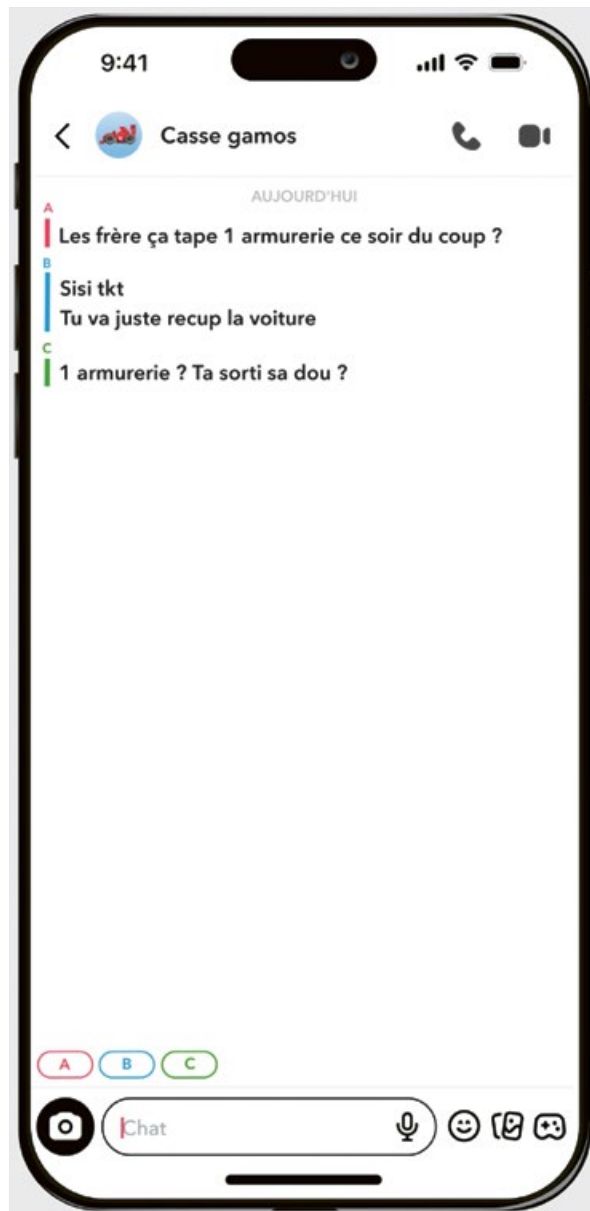 9:41
Casse gamos
AUJOURD'HUI
A
Les frère ça tape 1 armurerie ce soir du coup ?
B
Sisi tkt
Tu va juste recup la voiture
C
1 armurerie ? Ta sorti sa dou ?
A B C
Chat